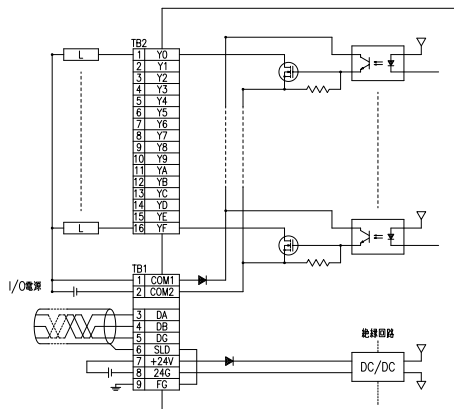 TB2
L
1 Y0
2 Y1
3 Y2
4 Y3
5 Y4
6 Y5
7 Y6
8 Y7
9 Y8
10 Y9
11 YA
12 YB
13 YC
14 YD
15 YE
L
16 YF
TB1
1 COM1
2 COM2
I/O電源
3 DA
4 DB
5 DG
6 SLD
7 +24V
8 24G
9 FG
絶縁回路
DC/DC